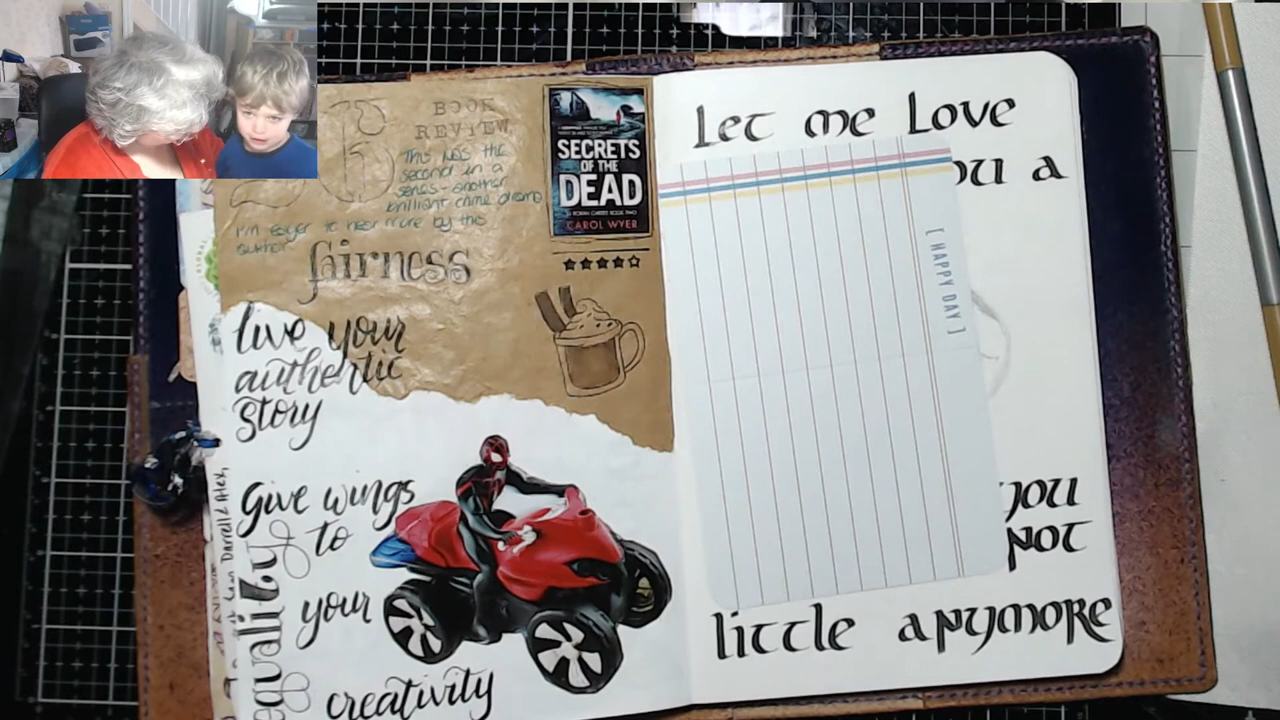 BOOK
REVIEW
This was the
second in a
series - another
brilliant crime drama
I'm eager to hear more by this
author
SECRETS
OF THE
DEAD
CAROL WYER
fairness
live your
authentic
story
Give wings
to
your
creativity
equality
Let me Love
ou a
[ HAPPY DAY ]
you
not
little anymore